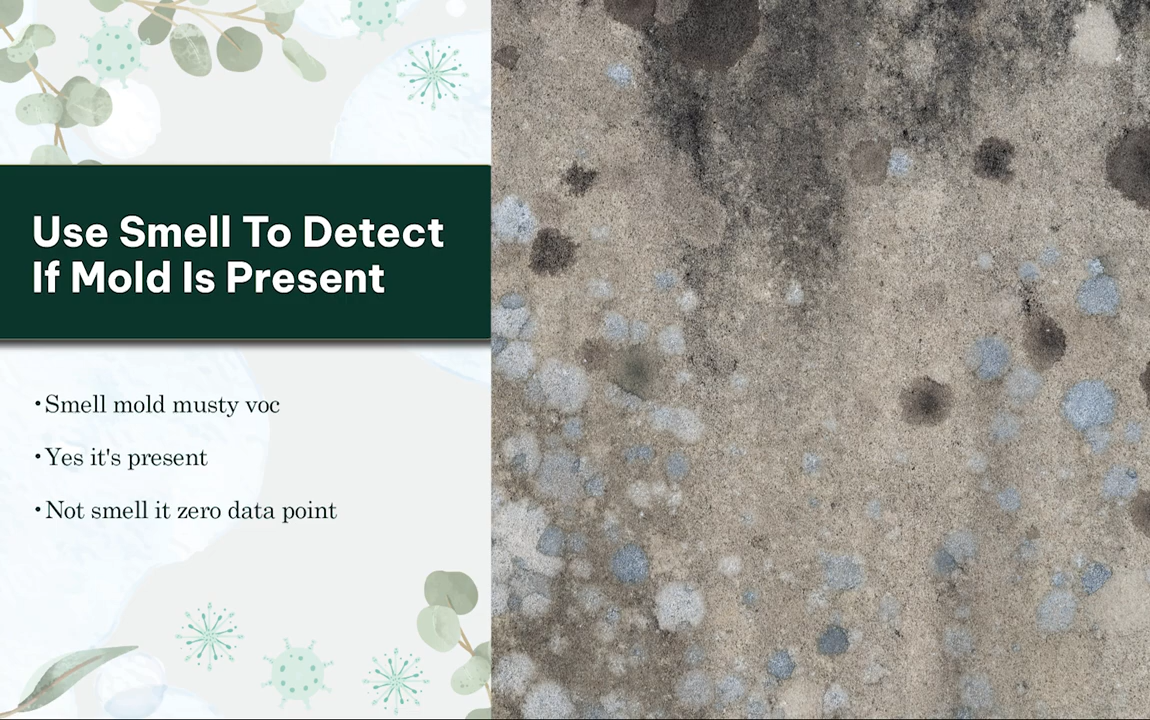 Use Smell To Detect
If Mold Is Present
•Smell mold musty voc
•Yes it's present
•Not smell it zero data point